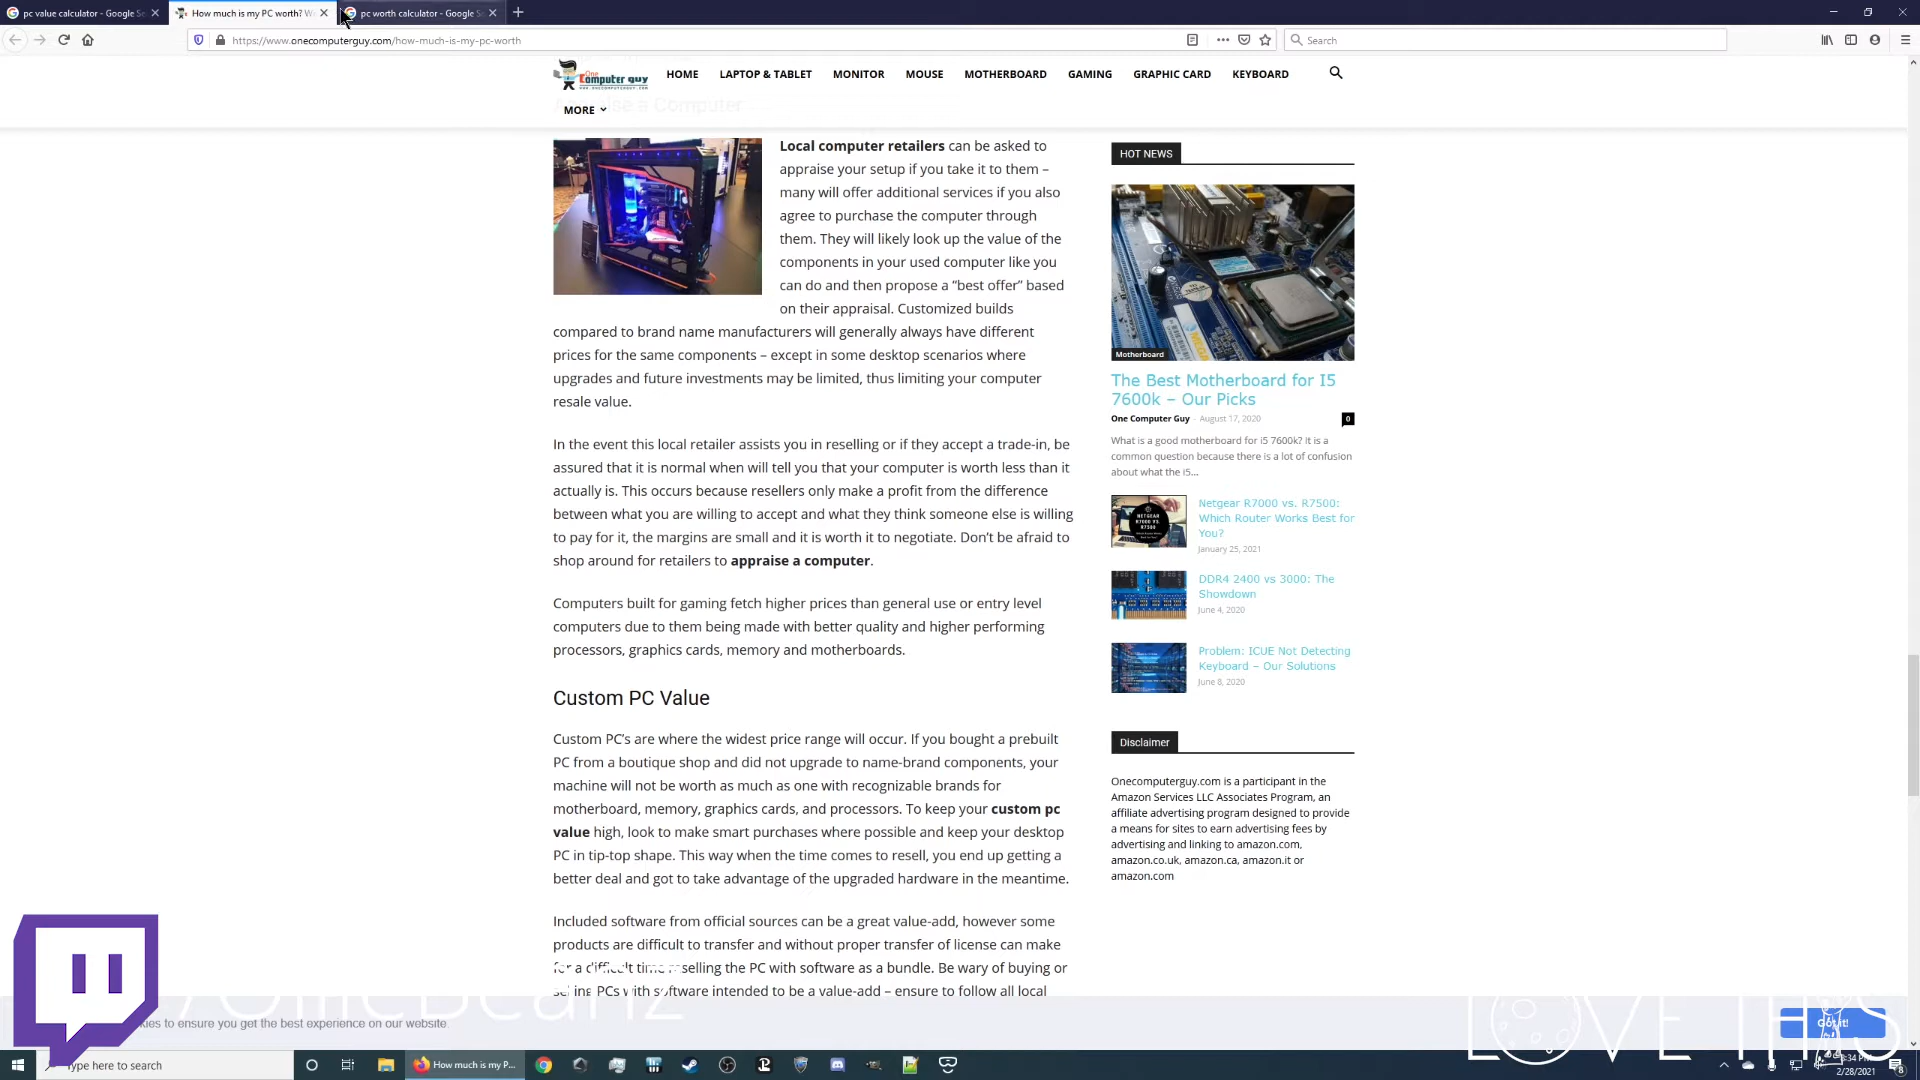 pc value calculator - Google Se
How much is my PC worth? W
pc worth calculator - Google S
https://www.onecomputerguy.com/how-much-is-my-pc-worth
Search
One
Computer guy
WWW.ONECOMPUTERGUY.COM
HOME
LAPTOP & TABLET
MONITOR
MOUSE
MOTHERBOARD
GAMING
GRAPHIC CARD
KEYBOARD
MORE
Appraise a Computer
Local computer retailers can be asked to
appraise your setup if you take it to them –
many will offer additional services if you also
agree to purchase the computer through
them. They will likely look up the value of the
components in your used computer like you
can do and then propose a “best offer” based
on their appraisal. Customized builds
compared to brand name manufacturers will generally always have different
prices for the same components – except in some desktop scenarios where
upgrades and future investments may be limited, thus limiting your computer
resale value.
In the event this local retailer assists you in reselling or if they accept a trade-in, be
assured that it is normal when will tell you that your computer is worth less than it
actually is. This occurs because resellers only make a profit from the difference
between what you are willing to accept and what they think someone else is willing
to pay for it, the margins are small and it is worth it to negotiate. Don’t be afraid to
shop around for retailers to appraise a computer.
Computers built for gaming fetch higher prices than general use or entry level
computers due to them being made with better quality and higher performing
processors, graphics cards, memory and motherboards.
Custom PC Value
Custom PC’s are where the widest price range will occur. If you bought a prebuilt
PC from a boutique shop and did not upgrade to name-brand components, your
machine will not be worth as much as one with recognizable brands for
motherboard, memory, graphics cards, and processors. To keep your custom pc
value high, look to make smart purchases where possible and keep your desktop
PC in tip-top shape. This way when the time comes to resell, you end up getting a
better deal and got to take advantage of the upgraded hardware in the meantime.
Included software from official sources can be a great value-add, however some
products are difficult to transfer and without proper transfer of license can make
for a difficult time selling the PC with software as a bundle. Be wary of buying or
selling PCs with software intended to be a value-add – ensure to follow all local
HOT NEWS
Motherboard
The Best Motherboard for I5
7600k – Our Picks
One Computer Guy - August 17, 2020
0
What is a good motherboard for i5 7600k? It is a
common question because there is a lot of confusion
about what the i5...
NETGEAR
R7000 VS.
R7500
Netgear R7000 vs. R7500:
Which Router Works Best for
You?
January 25, 2021
DDR4 2400 vs 3000: The
Showdown
June 4, 2020
Problem: ICUE Not Detecting
Keyboard – Our Solutions
June 8, 2020
Disclaimer
Onecomputerguy.com is a participant in the
Amazon Services LLC Associates Program, an
affiliate advertising program designed to provide
a means for sites to earn advertising fees by
advertising and linking to amazon.com,
amazon.co.uk, amazon.ca, amazon.it or
amazon.com
kies to ensure you get the best experience on our website.
Got it!
LOVE THIS
Type here to search
How much is my P...
:34 PM
2/28/2021
8